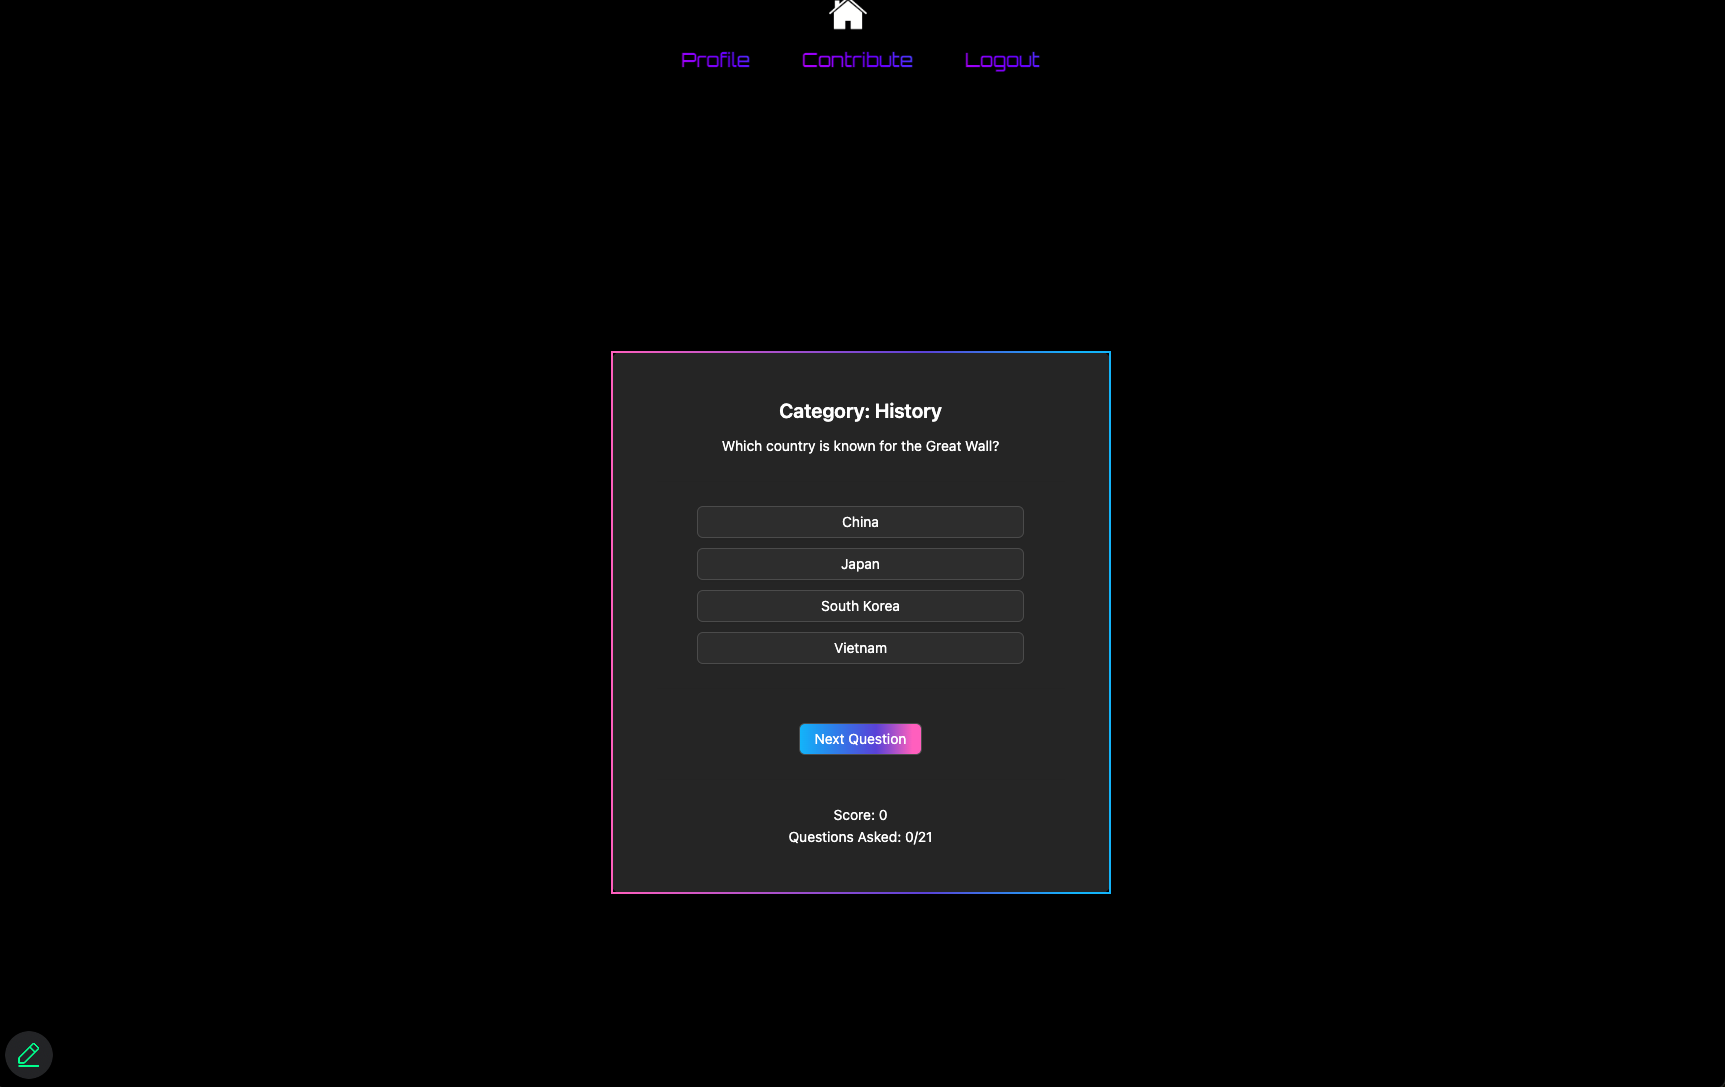 Profile Contribute Logout
Category: History
Which country is known for the Great Wall?
China
Japan
South Korea
Vietnam
Next Question
Score: 0
Questions Asked: 0/21